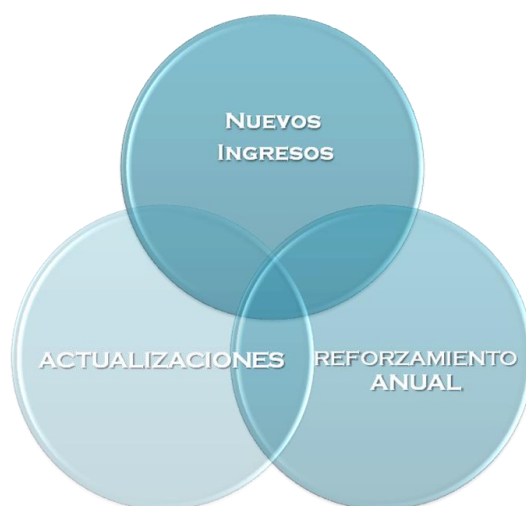 NUEVOS
INGRESOS
ACTUALIZACIONES
REFORZAMIENTO
ANUAL